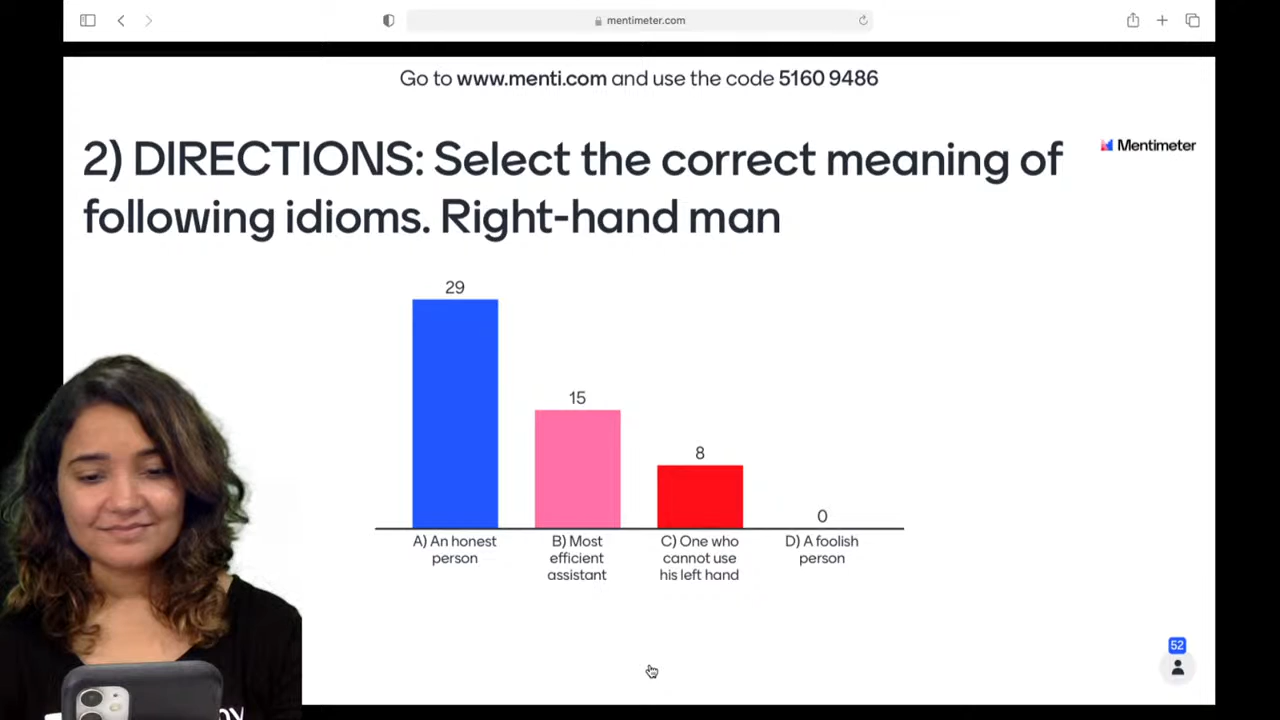 mentimeter.com
Go to www.menti.com and use the code 5160 9486
2) DIRECTIONS: Select the correct meaning of
following idioms. Right-hand man
Mentimeter
29
15
8
0
A) An honest
person
B) Most
efficient
assistant
C) One who
cannot use
his left hand
D) A foolish
person
52